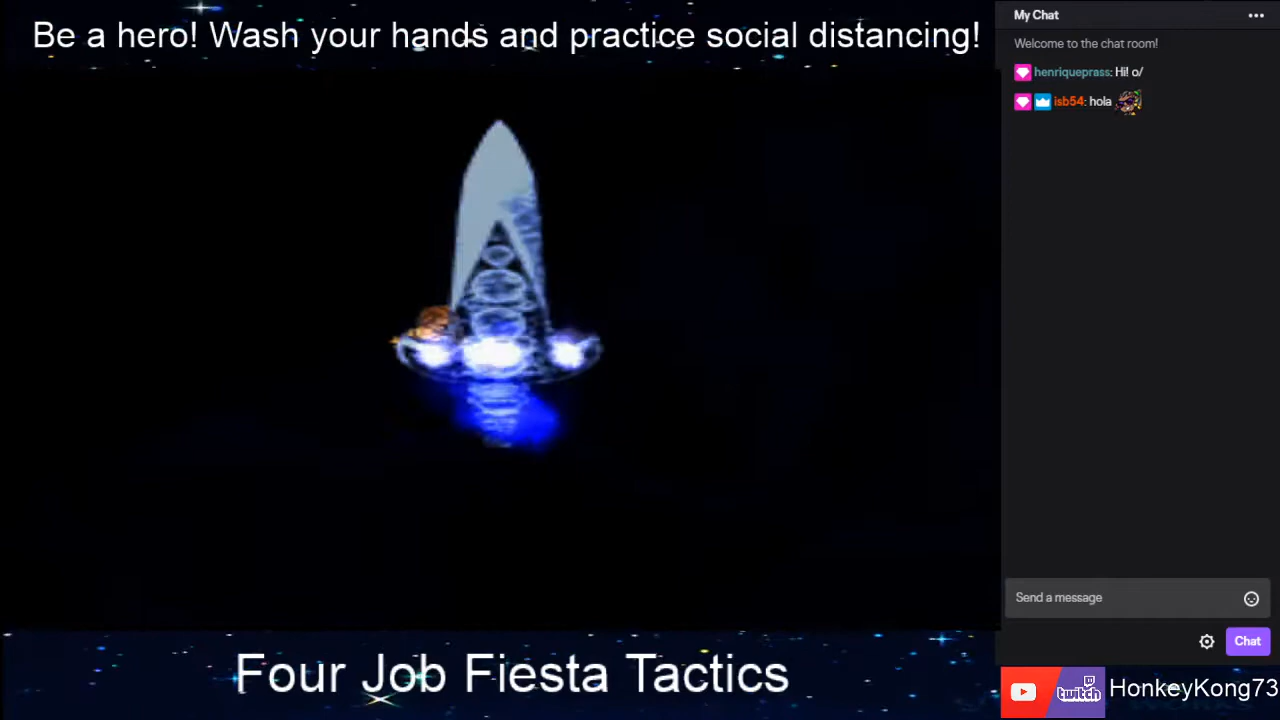 Be a hero! Wash your hands and practice social distancing!
My Chat
Welcome to the chat room!
henriqueprass: Hi! o/
isb54: hola
Send a message
Chat
Four Job Fiesta Tactics
twitch
HonkeyKong73